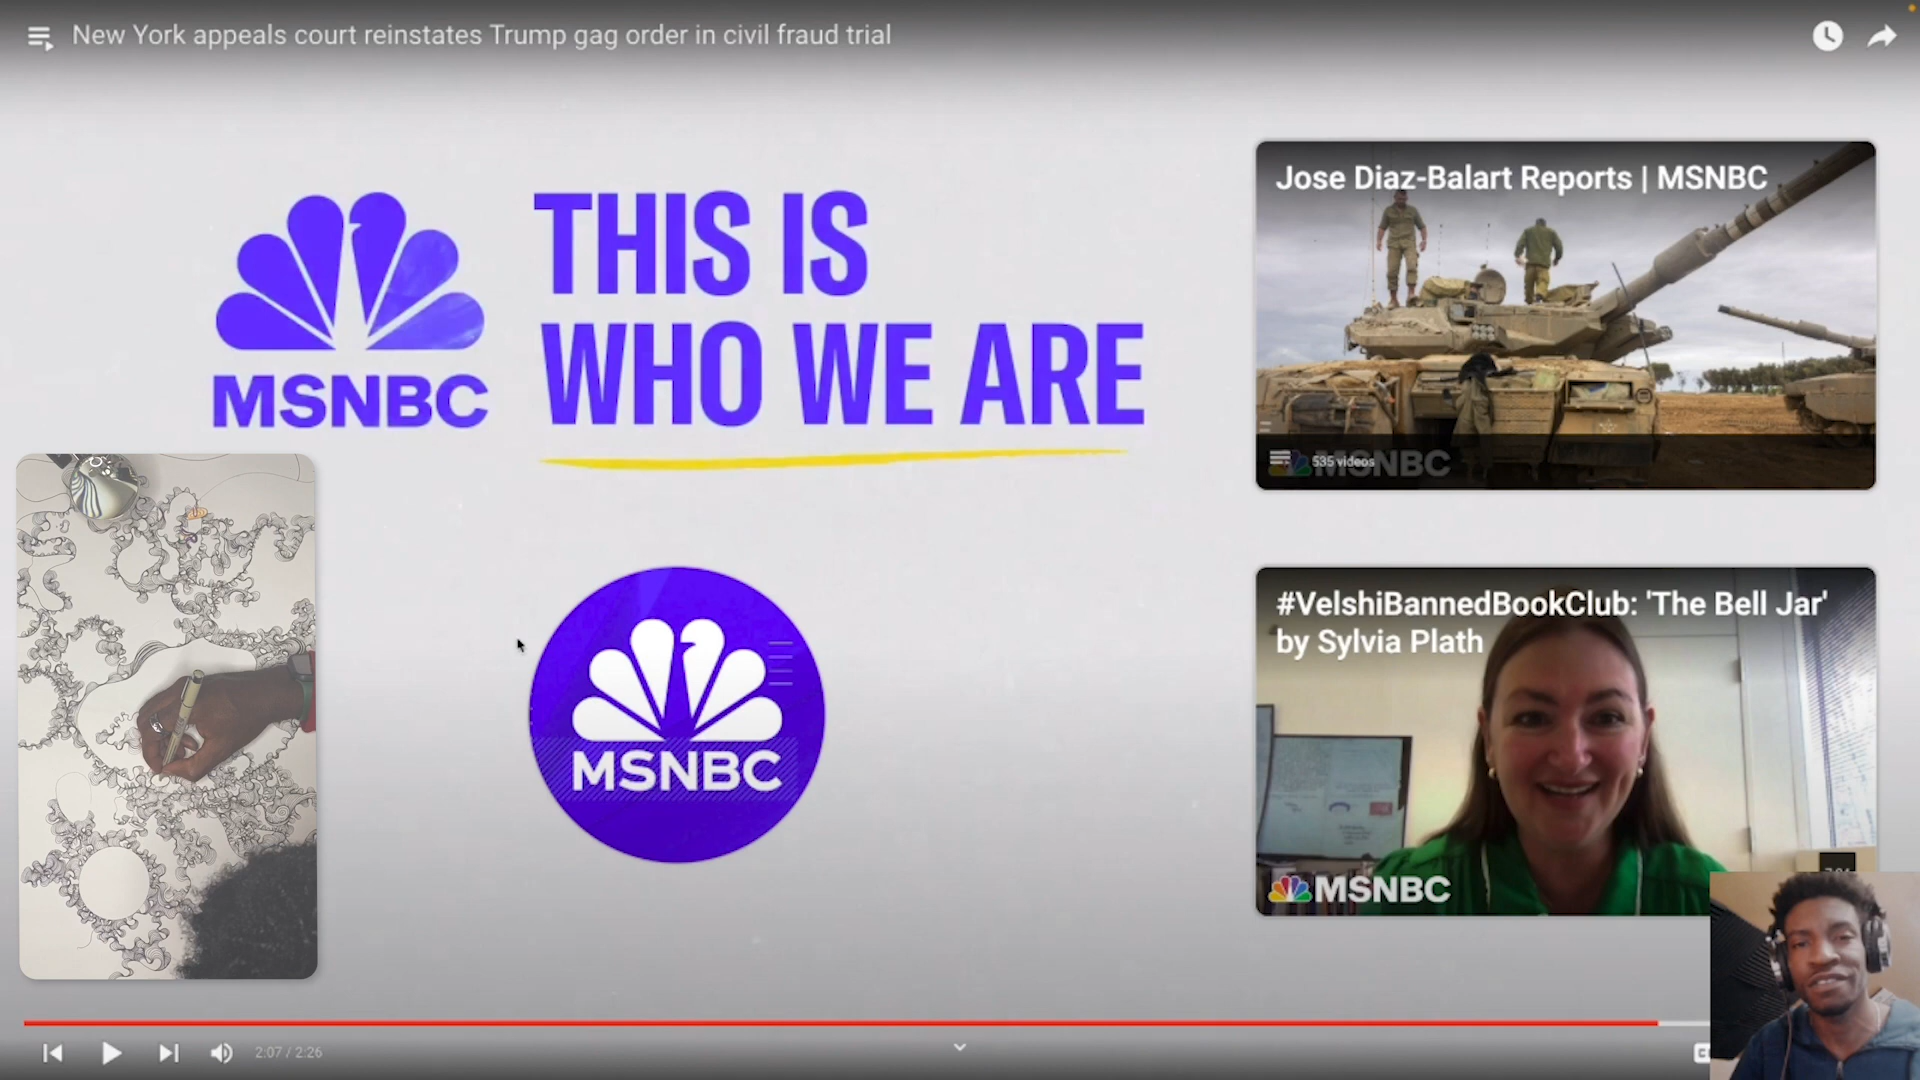 New York appeals court reinstates Trump gag order in civil fraud trial
THIS IS
WHO WE ARE
MSNBC
Jose Diaz-Balart Reports | MSNBC
535 videos
MSNBC
MSNBC
#VelshiBannedBookClub: 'The Bell Jar'
by Sylvia Plath
MSNBC
2:07 / 2:26